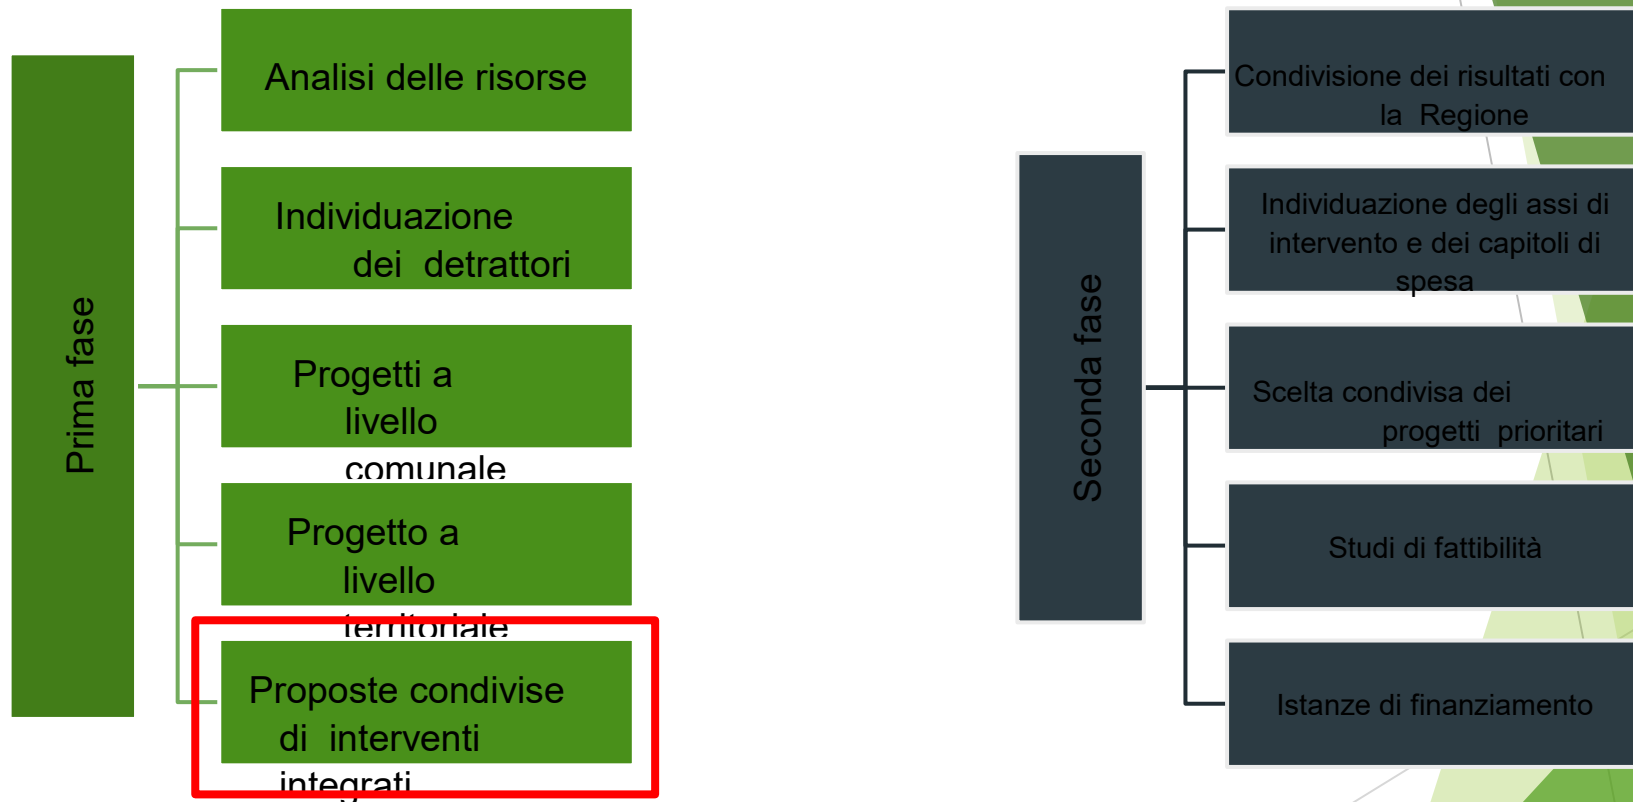 Prima fase
Analisi delle risorse
Individuazione
dei detrattori
Progetti a
livello
comunale
Progetto a
livello
territoriale
Proposte condivise
di interventi
integrati
Seconda fase
Condivisione dei risultati con
la Regione
Individuazione degli assi di
intervento e dei capitoli di
spesa
Scelta condivisa dei
progetti prioritari
Studi di fattibilità
Istanze di finanziamento